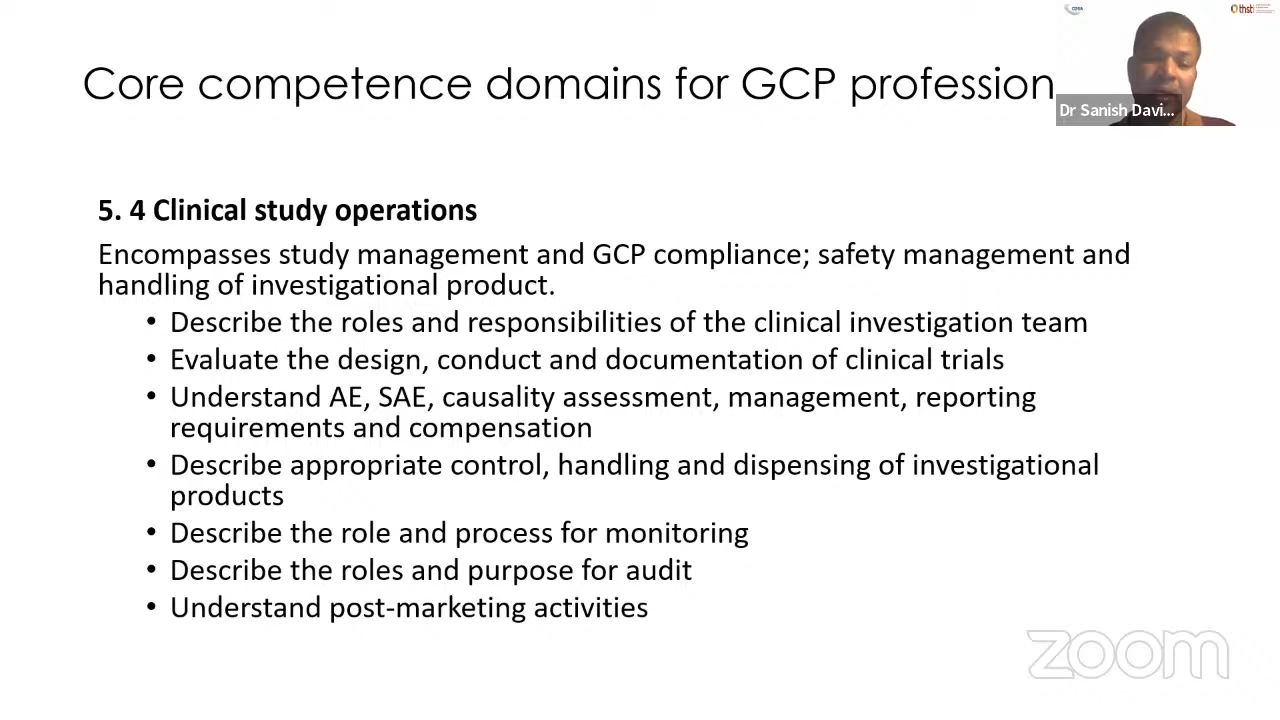 Core competence domains for GCP profession
Dr Sanish Davi...
thsti
5. 4 Clinical study operations
Encompasses study management and GCP compliance; safety management and
handling of investigational product.
• Describe the roles and responsibilities of the clinical investigation team
• Evaluate the design, conduct and documentation of clinical trials
• Understand AE, SAE, causality assessment, management, reporting
requirements and compensation
• Describe appropriate control, handling and dispensing of investigational
products
• Describe the role and process for monitoring
• Describe the roles and purpose for audit
• Understand post-marketing activities
zoom